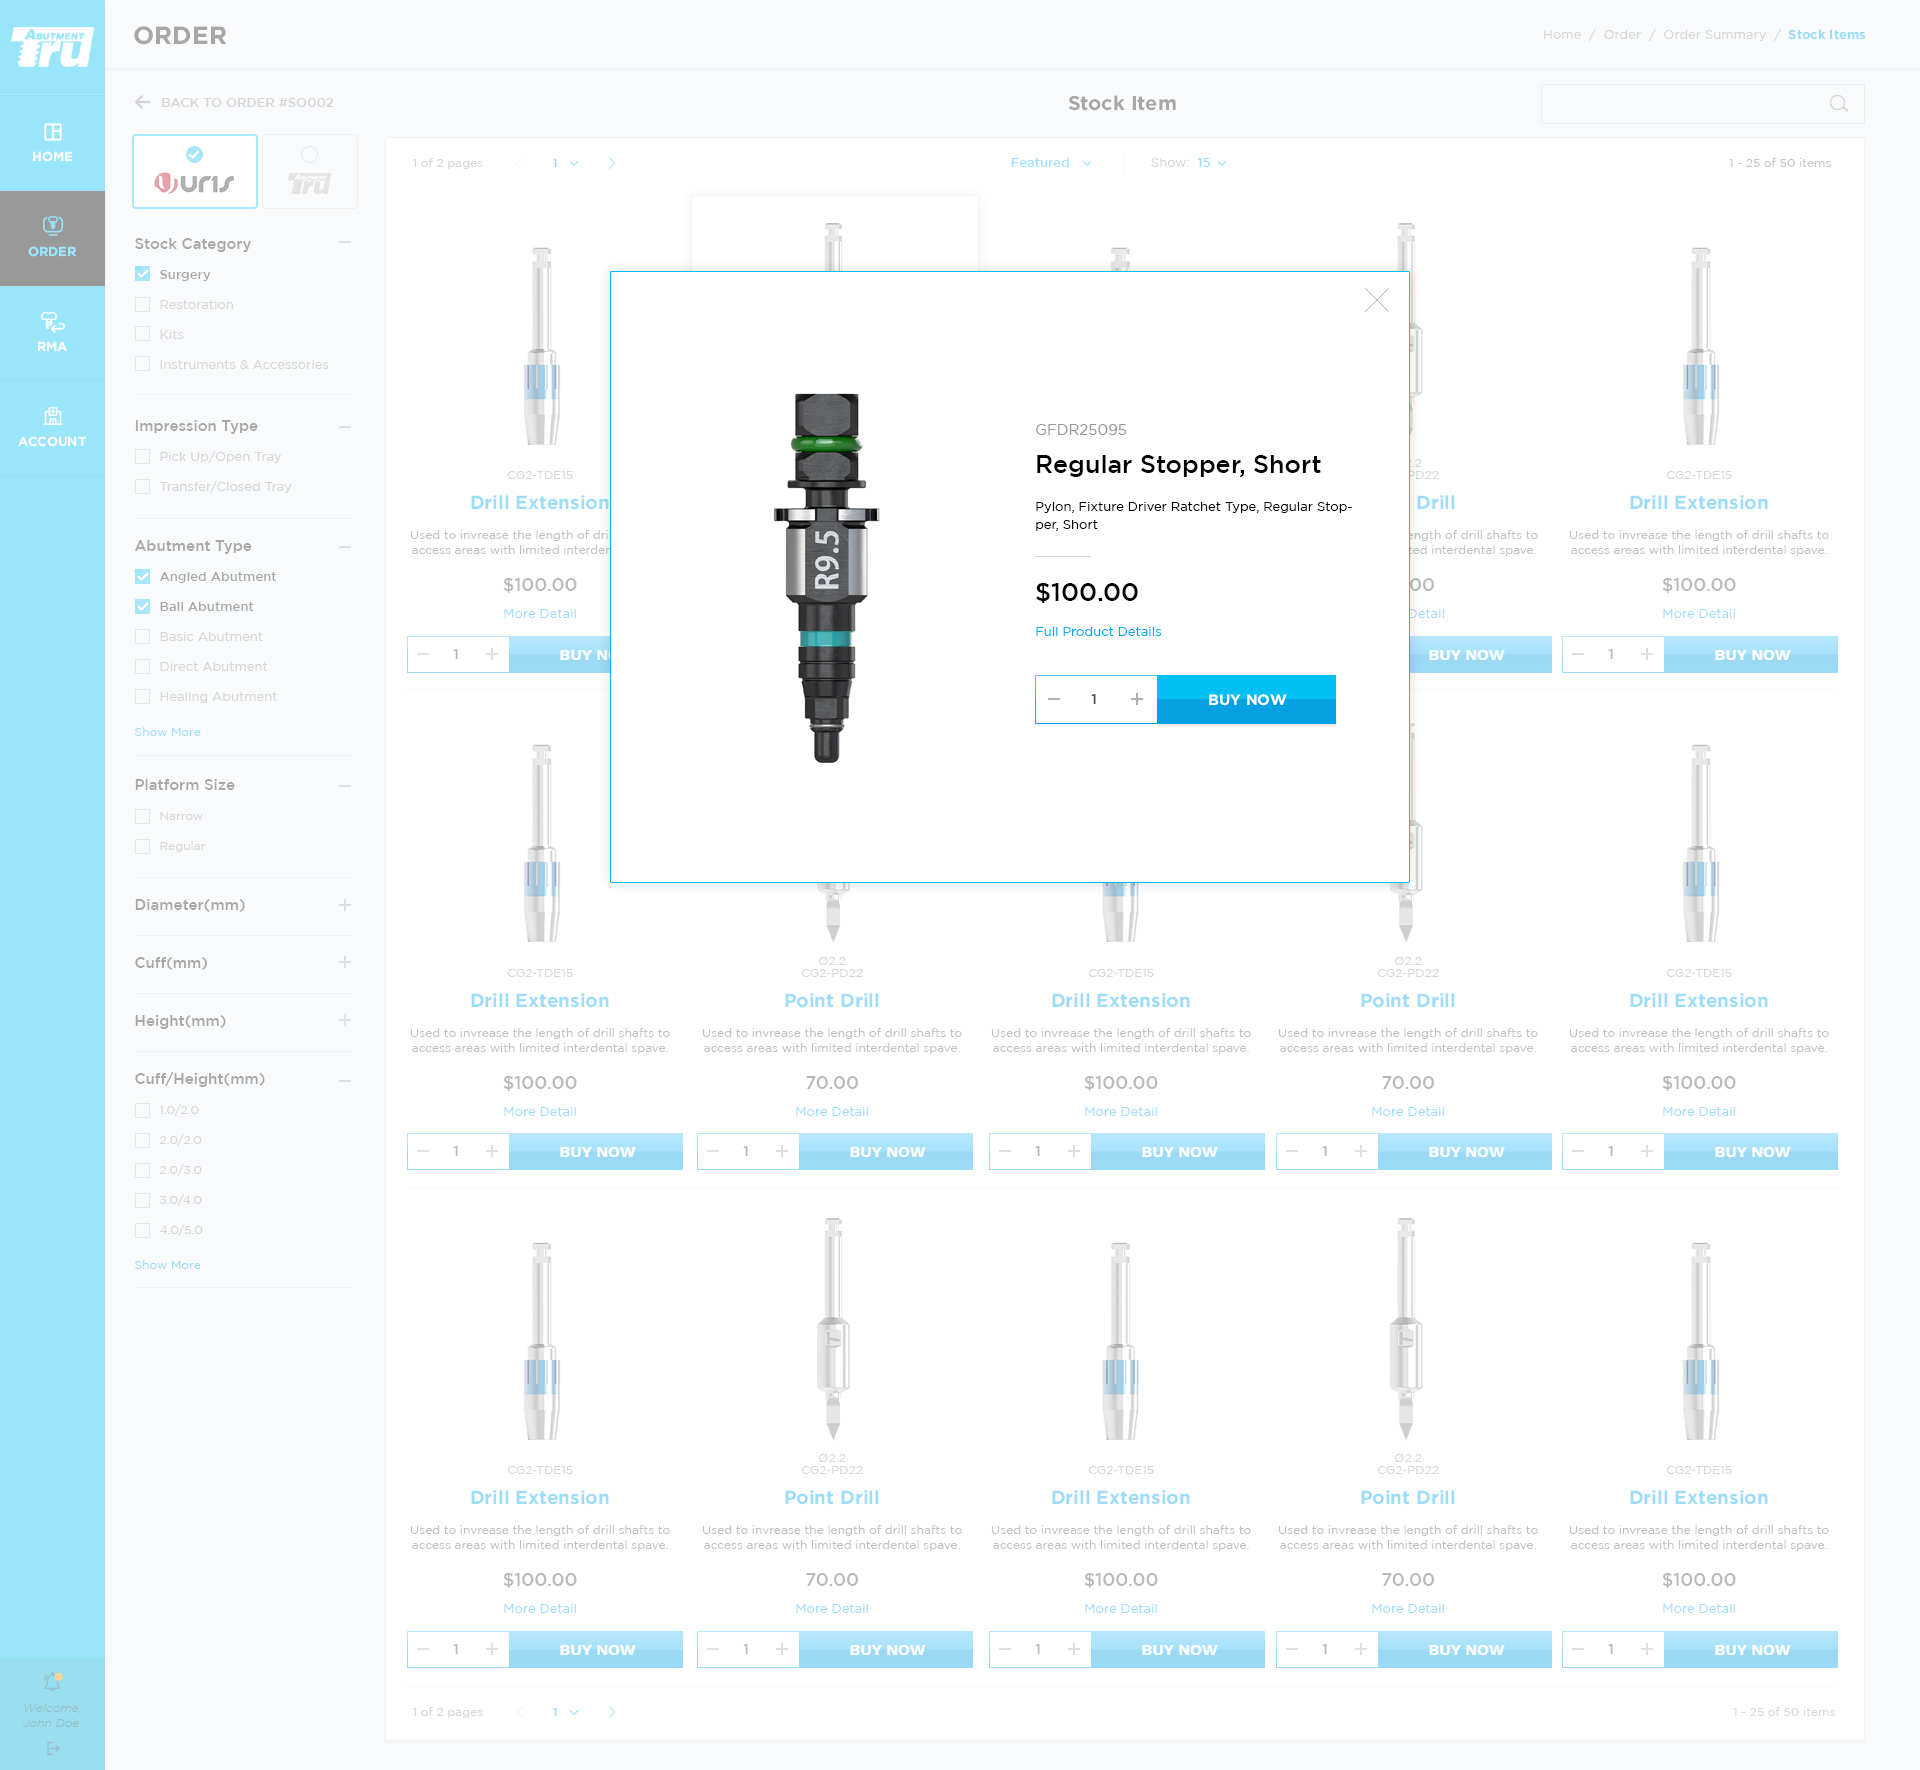 ABUTMENT
Tru
ORDER
Home / Order / Order Summary / Stock Items
HOME
ORDER
RMA
ACCOUNT
Welcome,
John Doe
BACK TO ORDER #SO002
Stock Item
URIS
ABUTMENT
Tru
Stock Category
Surgery
Restoration
Kits
Instruments & Accessories
Impression Type
Pick Up/Open Tray
Transfer/Closed Tray
Abutment Type
Angled Abutment
Ball Abutment
Basic Abutment
Direct Abutment
Healing Abutment
Show More
Platform Size
Narrow
Regular
Diameter(mm)
Cuff(mm)
Height(mm)
Cuff/Height(mm)
1.0/2.0
2.0/2.0
2.0/3.0
3.0/4.0
4.0/5.0
Show More
1 of 2 pages 1 Featured Show: 15 1 - 25 of 50 items
R9.5
GFDR25095
Regular Stopper, Short
Pylon, Fixture Driver Ratchet Type, Regular Stop-
per, Short
$100.00
Full Product Details
1 BUY NOW
CG2-TDE15
Drill Extension
Used to invrease the length of dri
access areas with limited interder
$100.00
More Detail
1 BUY N
.2
PD22
Drill
ngth of drill shafts to
ted interdental spave.
00
Detail
BUY NOW
CG2-TDE15
Drill Extension
Used to invrease the length of drill shafts to
access areas with limited interdental spave.
$100.00
More Detail
1 BUY NOW
CG2-TDE15
Drill Extension
Used to invrease the length of drill shafts to
access areas with limited interdental spave.
$100.00
More Detail
1 BUY NOW
Ø2.2
CG2-PD22
Point Drill
Used to invrease the length of drill shafts to
access areas with limited interdental spave.
70.00
More Detail
1 BUY NOW
CG2-TDE15
Drill Extension
Used to invrease the length of drill shafts to
access areas with limited interdental spave.
$100.00
More Detail
1 BUY NOW
Ø2.2
CG2-PD22
Point Drill
Used to invrease the length of drill shafts to
access areas with limited interdental spave.
70.00
More Detail
1 BUY NOW
CG2-TDE15
Drill Extension
Used to invrease the length of drill shafts to
access areas with limited interdental spave.
$100.00
More Detail
1 BUY NOW
CG2-TDE15
Drill Extension
Used to invrease the length of drill shafts to
access areas with limited interdental spave.
$100.00
More Detail
1 BUY NOW
Ø2.2
CG2-PD22
Point Drill
Used to invrease the length of drill shafts to
access areas with limited interdental spave.
70.00
More Detail
1 BUY NOW
CG2-TDE15
Drill Extension
Used to invrease the length of drill shafts to
access areas with limited interdental spave.
$100.00
More Detail
1 BUY NOW
Ø2.2
CG2-PD22
Point Drill
Used to invrease the length of drill shafts to
access areas with limited interdental spave.
70.00
More Detail
1 BUY NOW
CG2-TDE15
Drill Extension
Used to invrease the length of drill shafts to
access areas with limited interdental spave.
$100.00
More Detail
1 BUY NOW
1 of 2 pages 1 1 - 25 of 50 items